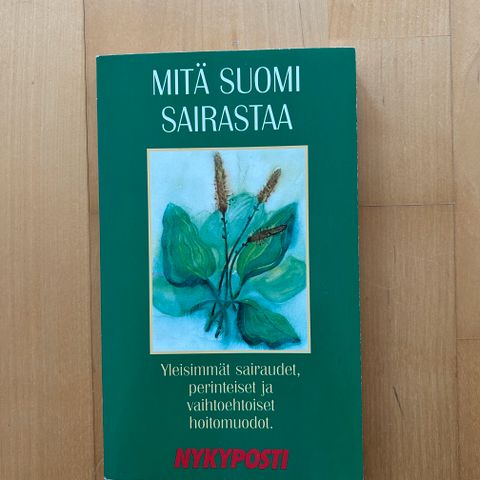 MITÄ SUOMI
SAIRASTAA
Yleisimmät sairaudet,
perinteiset ja
vaihtoehtoiset
hoitomuodot.
NYKYPOSTI